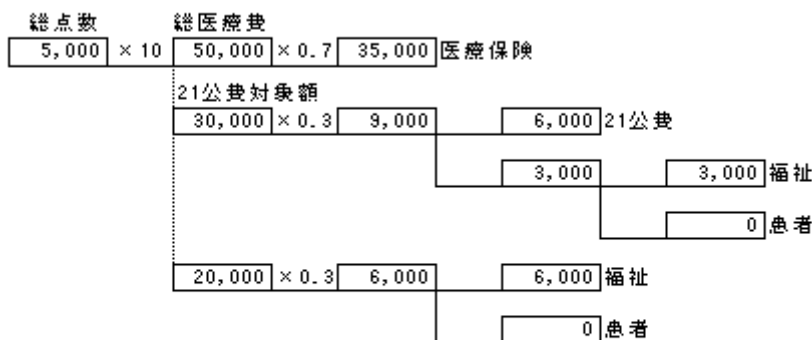 総点数 総医療費
5,000 × 10 50,000 × 0.7 35,000 医療保険
21公費対象額
30,000 × 0.3 9,000 6,000 21公費
3,000 3,000 福祉
0 患者
20,000 × 0.3 6,000 6,000 福祉
0 患者